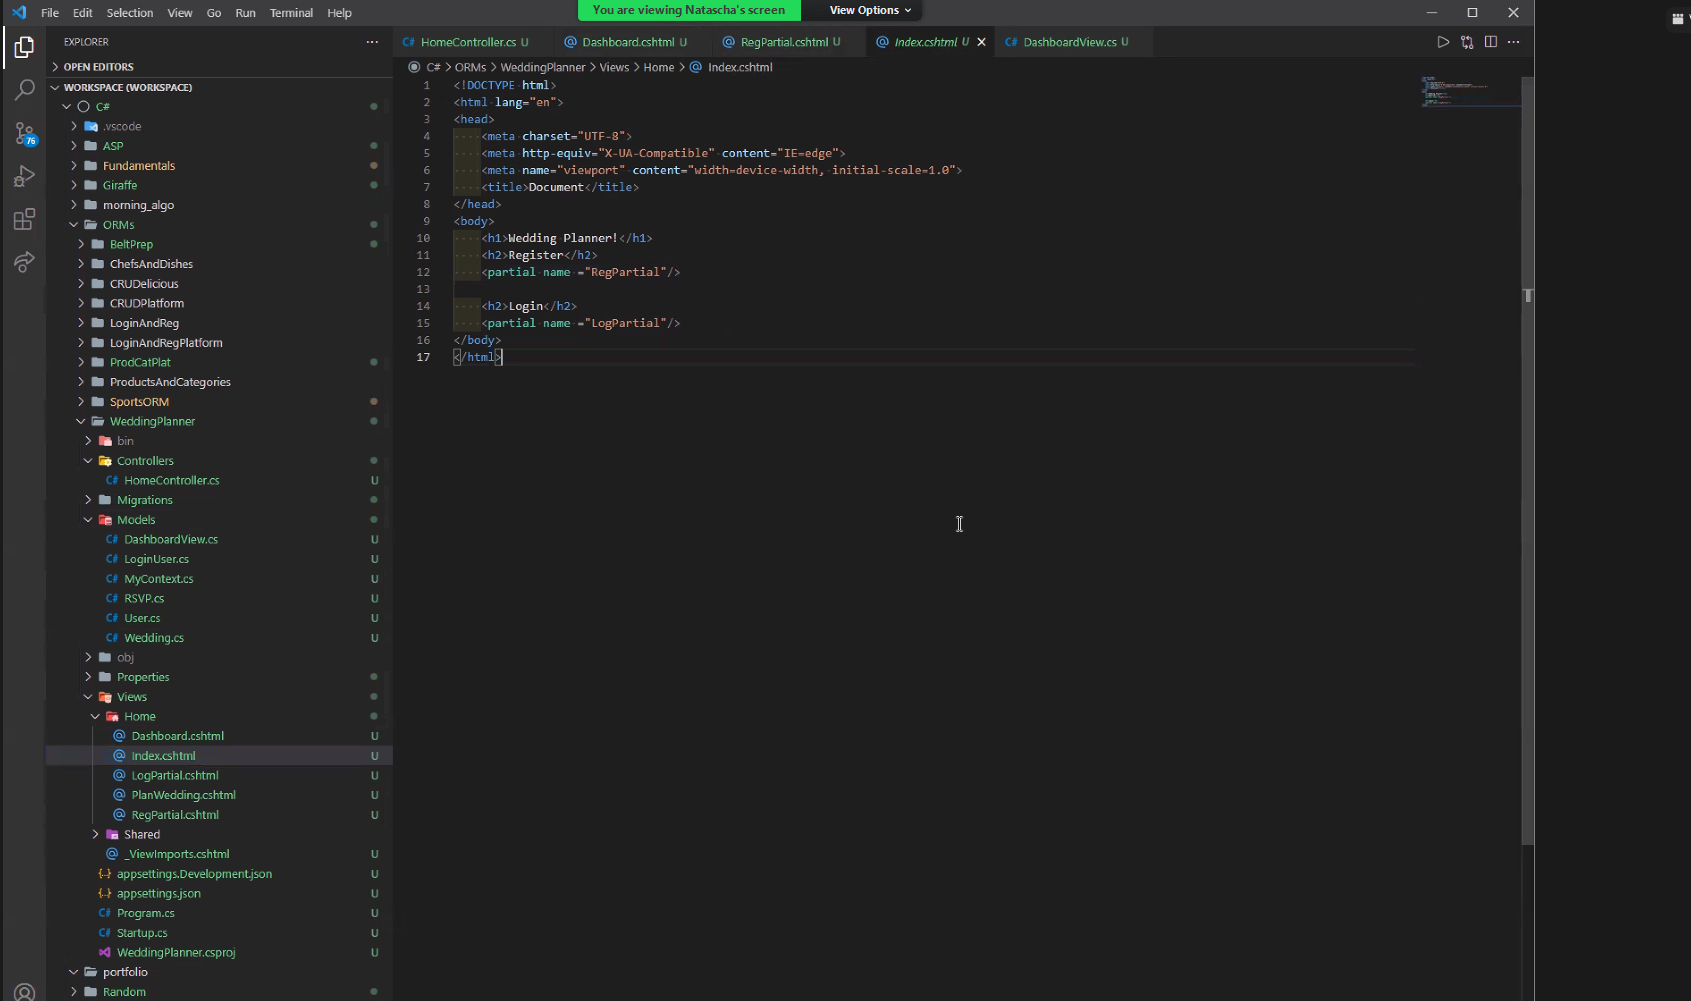 File Edit Selection View Go Run Terminal Help
You are viewing Natascha's screen View Options
EXPLORER
HomeController.cs U Dashboard.cshtml U RegPartial.cshtml U Index.cshtml U DashboardView.cs U
OPEN EDITORS
C# > ORMs > WeddingPlanner > Views > Home > Index.cshtml
WORKSPACE (WORKSPACE)
C#
.vscode
ASP
Fundamentals
Giraffe
morning_algo
ORMs
BeltPrep
ChefsAndDishes
CRUDelicious
CRUDPlatform
LoginAndReg
LoginAndRegPlatform
ProdCatPlat
ProductsAndCategories
SportsORM
WeddingPlanner
bin
Controllers
HomeController.cs U
Migrations
Models
DashboardView.cs U
LoginUser.cs U
MyContext.cs U
RSVP.cs U
User.cs U
Wedding.cs U
obj
Properties
Views
Home
Dashboard.cshtml U
Index.cshtml U
LogPartial.cshtml U
PlanWedding.cshtml U
RegPartial.cshtml U
Shared
_ViewImports.cshtml U
appsettings.Development.json U
appsettings.json U
Program.cs U
Startup.cs U
WeddingPlanner.csproj U
portfolio
Random
76
1 <!DOCTYPE html>
2 <html lang="en">
3 <head>
4 <meta charset="UTF-8">
5 <meta http-equiv="X-UA-Compatible" content="IE=edge">
6 <meta name="viewport" content="width=device-width, initial-scale=1.0">
7 <title>Document</title>
8 </head>
9 <body>
10 <h1>Wedding Planner!</h1>
11 <h2>Register</h2>
12 <partial name ="RegPartial"/>
13
14 <h2>Login</h2>
15 <partial name ="LogPartial"/>
16 </body>
17 </html>